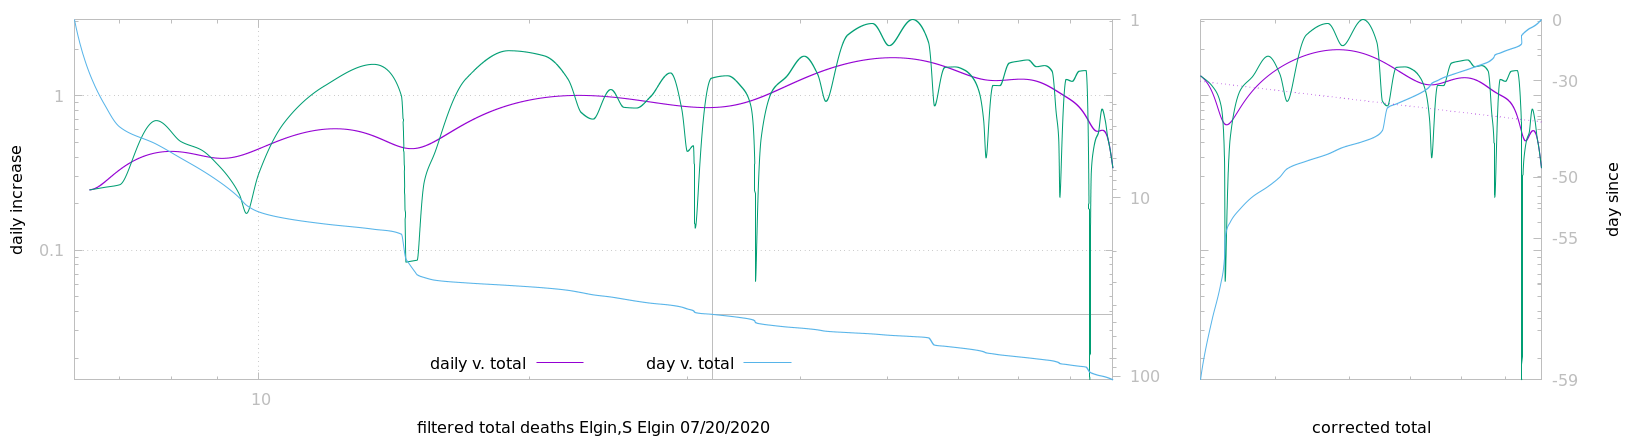 daily increase
1
0.1
10
daily v. total
day v. total
1
10
100
filtered total deaths Elgin,S Elgin 07/20/2020
0
-30
-50
-55
-59
day since
corrected total